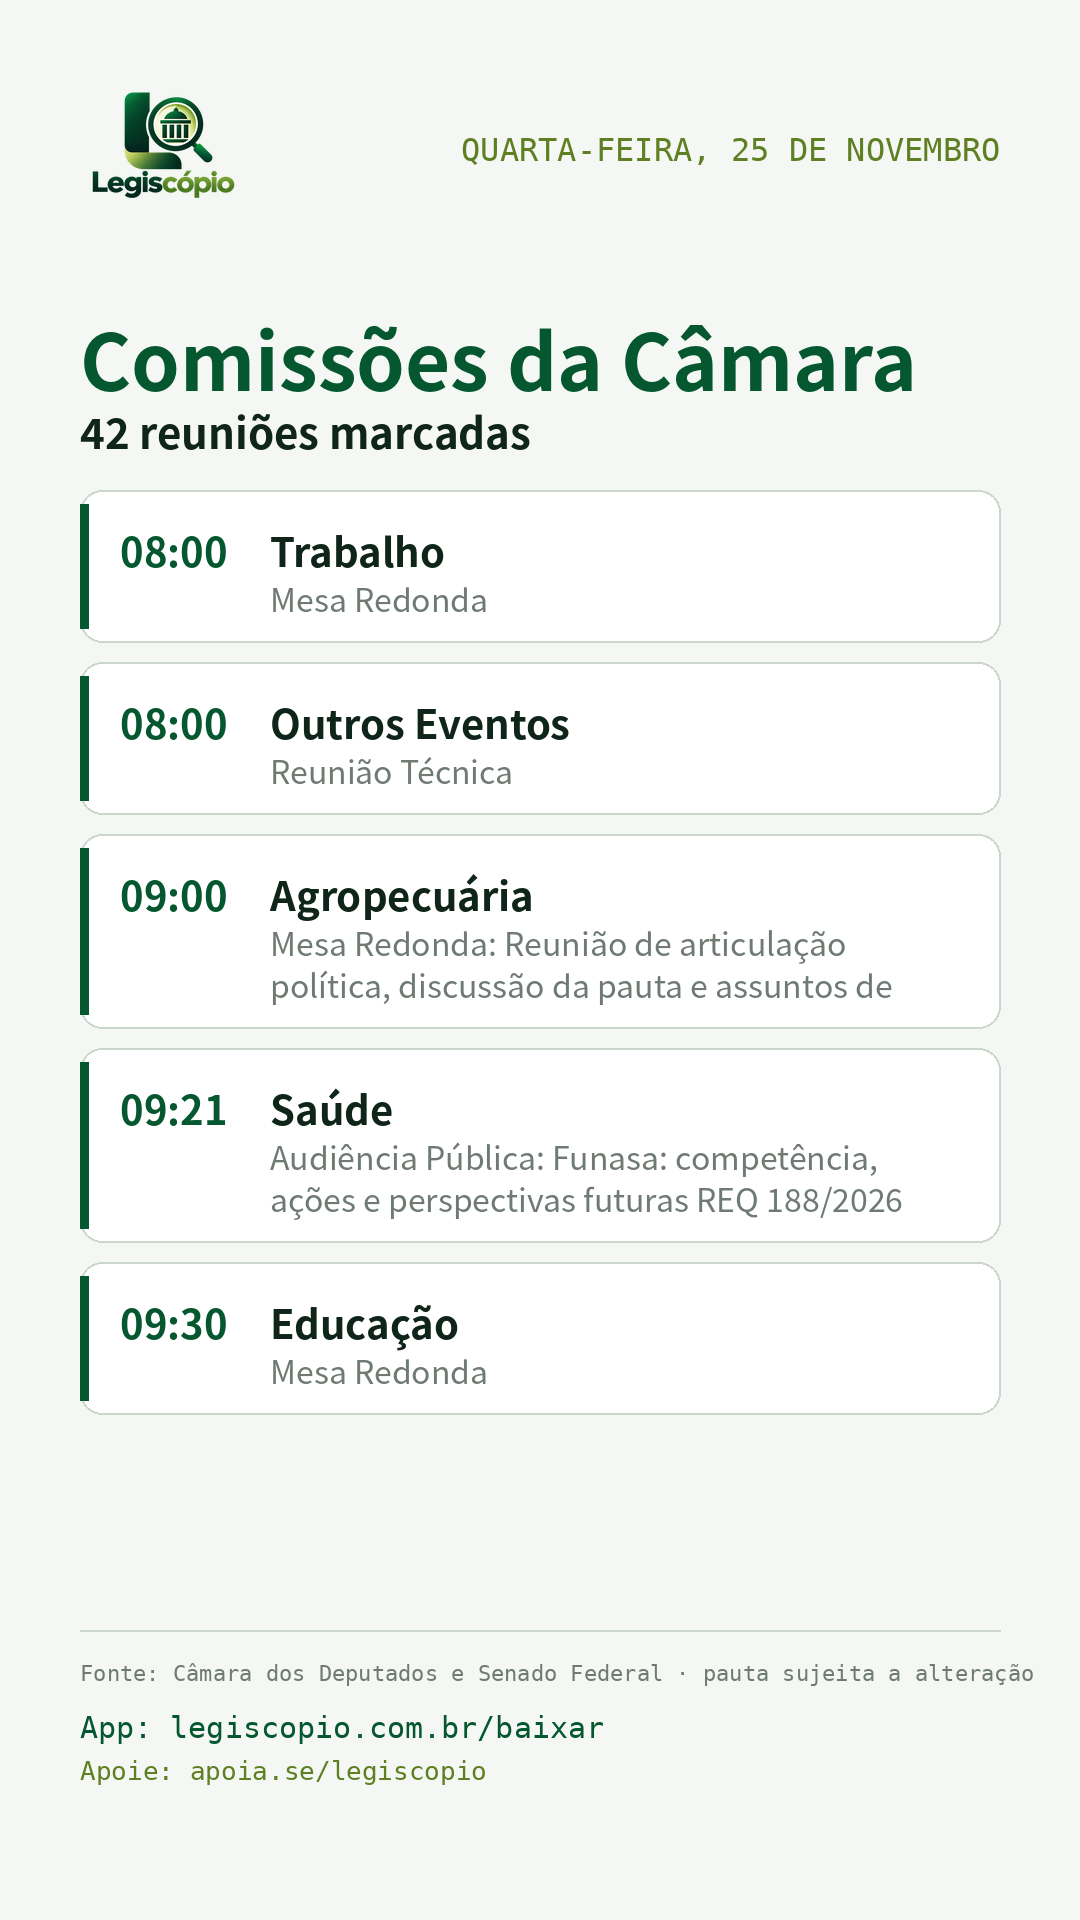 Legiscópio
QUARTA-FEIRA, 25 DE NOVEMBRO
Comissões da Câmara
42 reuniões marcadas
08:00 Trabalho
Mesa Redonda
08:00 Outros Eventos
Reunião Técnica
09:00 Agropecuária
Mesa Redonda: Reunião de articulação
política, discussão da pauta e assuntos de
09:21 Saúde
Audiência Pública: Funasa: competência,
ações e perspectivas futuras REQ 188/2026
09:30 Educação
Mesa Redonda
Fonte: Câmara dos Deputados e Senado Federal · pauta sujeita a alteração
App: legiscopio.com.br/baixar
Apoie: apoia.se/legiscopio